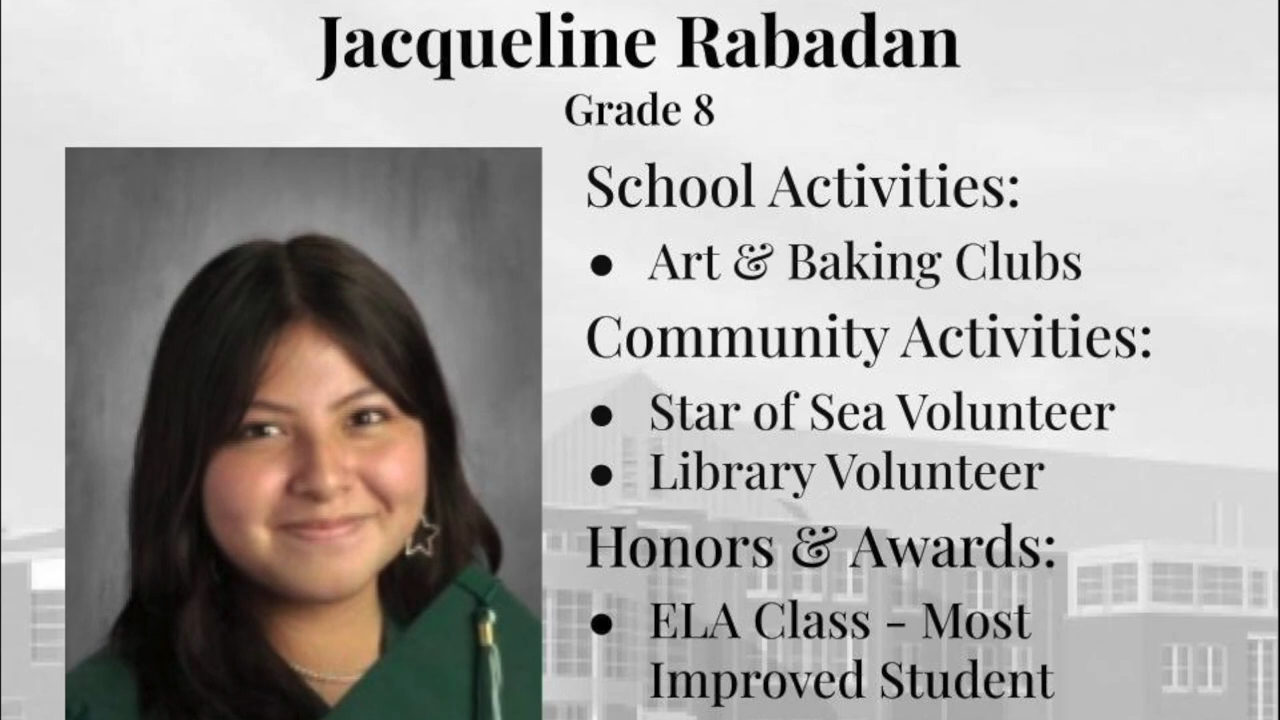 Jacqueline Rabadan
Grade 8
School Activities:
● Art & Baking Clubs
Community Activities:
● Star of Sea Volunteer
● Library Volunteer
Honors & Awards:
● ELA Class - Most
Improved Student